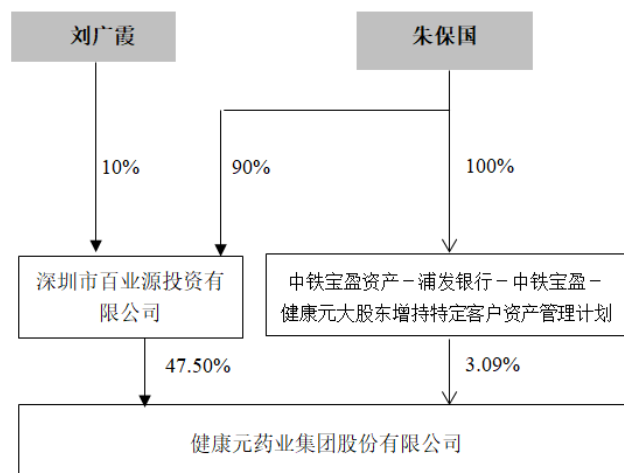 刘广霞
朱保国
10%
90%
100%
深圳市百业源投资有
限公司
中铁宝盈资产－浦发银行－中铁宝盈－
健康元大股东增持特定客户资产管理计划
47.50%
3.09%
健康元药业集团股份有限公司